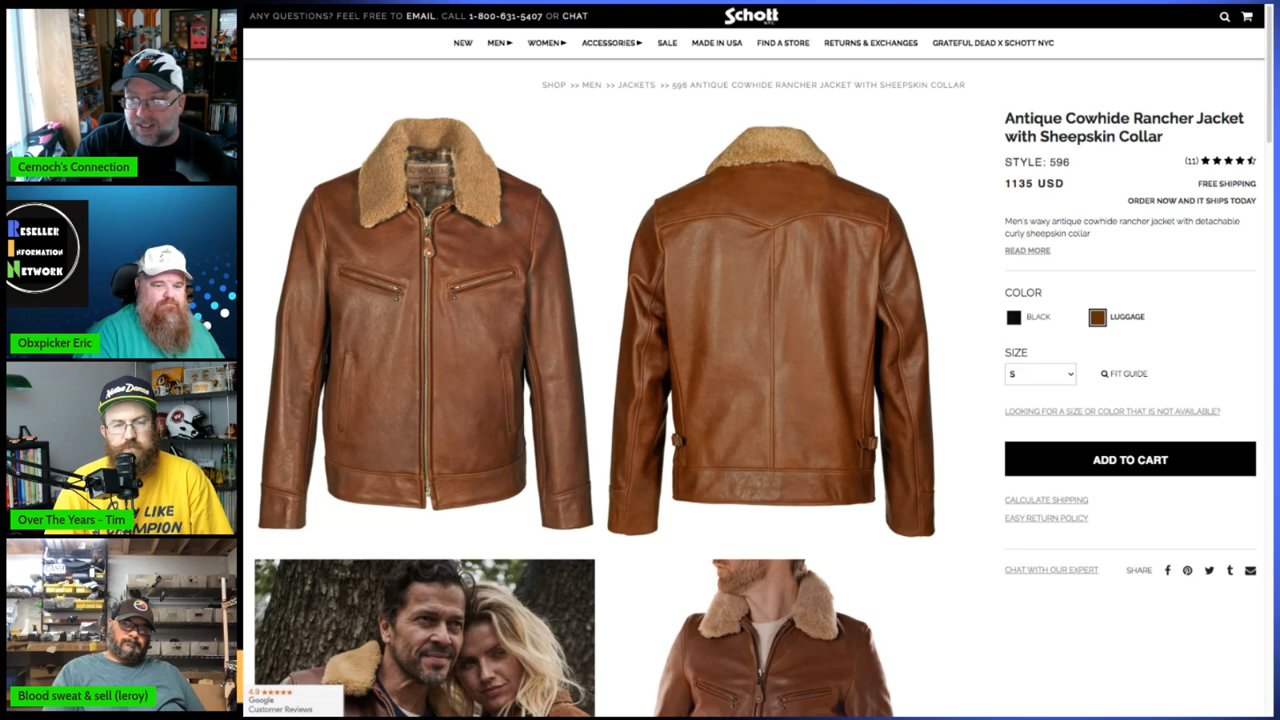 Cernoch's Connection
RESELLER
INFORMATION
NETWORK
Obxpicker Eric
Notre Dame
Y LIKE
CHAMPION
Over The Years - Tim
Blood sweat & sell (leroy)
ANY QUESTIONS? FEEL FREE TO EMAIL, CALL 1-800-631-5407 OR CHAT
Schott
NYC
NEW MEN WOMEN ACCESSORIES SALE MADE IN USA FIND A STORE RETURNS & EXCHANGES GRATEFUL DEAD X SCHOTT NYC
SHOP >> MEN >> JACKETS >> 596 ANTIQUE COWHIDE RANCHER JACKET WITH SHEEPSKIN COLLAR
Antique Cowhide Rancher Jacket
with Sheepskin Collar
STYLE: 596 (11)
1135 USD FREE SHIPPING
ORDER NOW AND IT SHIPS TODAY
Men's waxy antique cowhide rancher jacket with detachable
curly sheepskin collar
READ MORE
COLOR
BLACK LUGGAGE
SIZE
S FIT GUIDE
LOOKING FOR A SIZE OR COLOR THAT IS NOT AVAILABLE?
ADD TO CART
CALCULATE SHIPPING
EASY RETURN POLICY
CHAT WITH OUR EXPERT SHARE
4.9
Google
Customer Reviews